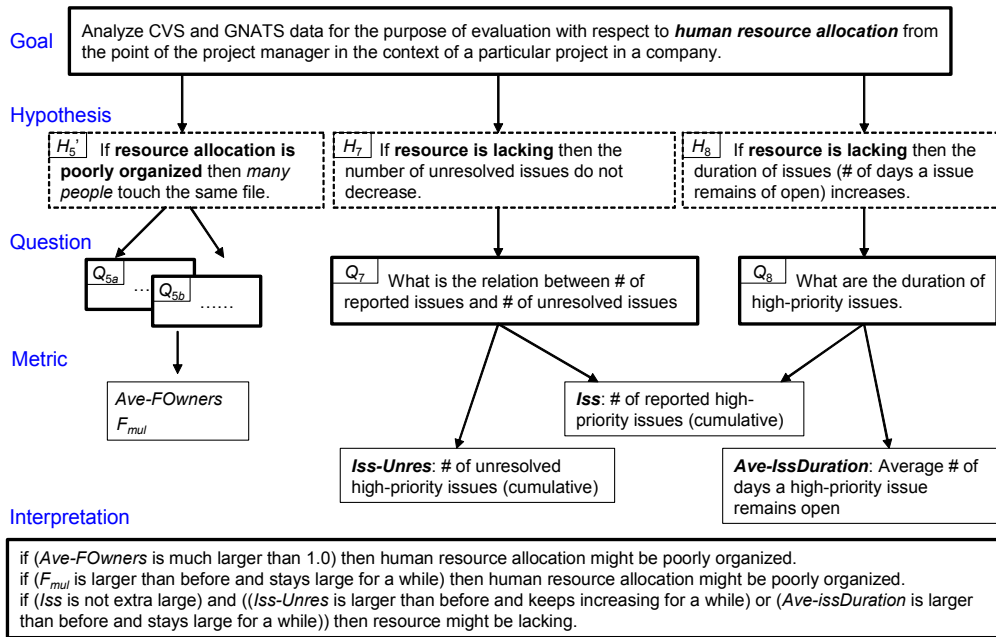 Goal
Analyze CVS and GNATS data for the purpose of evaluation with respect to human resource allocation from
the point of the project manager in the context of a particular project in a company.
Hypothesis
H5’ If resource allocation is
poorly organized then many
people touch the same file.
H7 If resource is lacking then the
number of unresolved issues do not
decrease.
H8 If resource is lacking then the
duration of issues (# of days a issue
remains of open) increases.
Question
Q5a
....
Q5b
......
Q7 What is the relation between # of
reported issues and # of unresolved issues
Q8 What are the duration of
high-priority issues.
Metric
Ave-FOwners
Fmul
Iss: # of reported high-
priority issues (cumulative)
Iss-Unres: # of unresolved
high-priority issues (cumulative)
Ave-IssDuration: Average # of
days a high-priority issue
remains open
Interpretation
if (Ave-FOwners is much larger than 1.0) then human resource allocation might be poorly organized.
if (Fmul is larger than before and stays large for a while) then human resource allocation might be poorly organized.
if (Iss is not extra large) and ((Iss-Unres is larger than before and keeps increasing for a while) or (Ave-issDuration is larger
than before and stays large for a while)) then resource might be lacking.